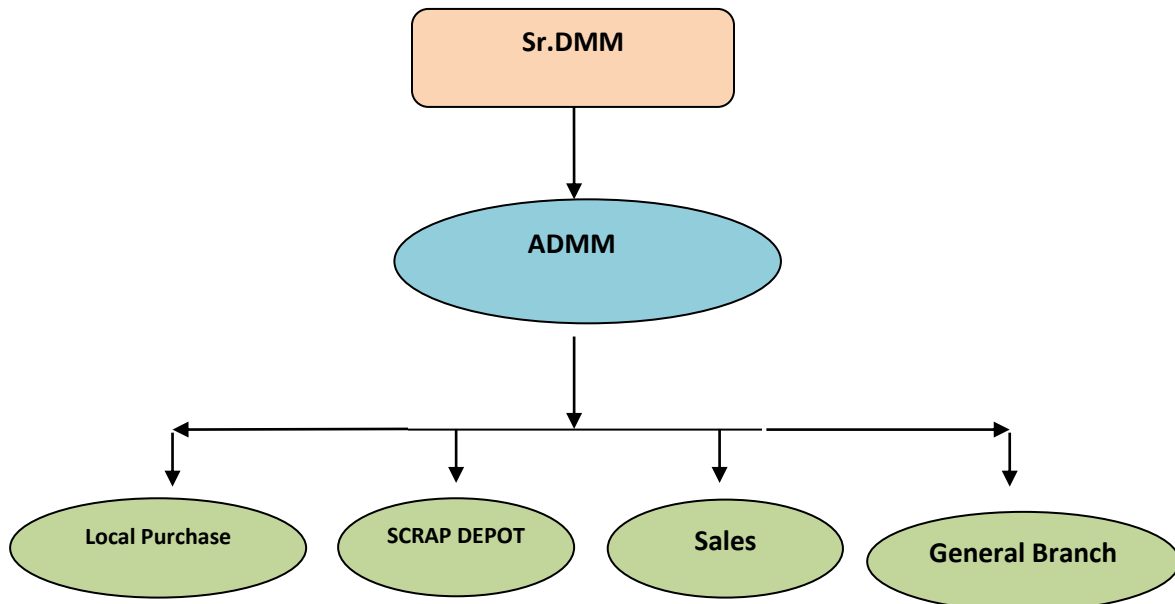 Sr.DMM
ADMM
Local Purchase
SCRAP DEPOT
Sales
General Branch